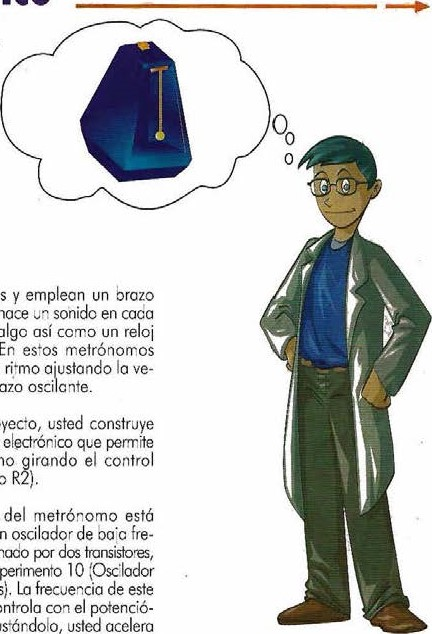 s y emplean un brazo
hace un sonido en cada
algo así como un reloj
En estos metrónomos
ritmo ajustando la ve-
azo oscilante.
yecto, usted construye
electrónico que permite
no girando el control
o R2).
del metrónomo está
n oscilador de baja fre-
nado por dos transistores,
perimento 10 (Oscilador
s). La frecuencia de este
ontrola con el potenció-
ustándolo, usted acelera